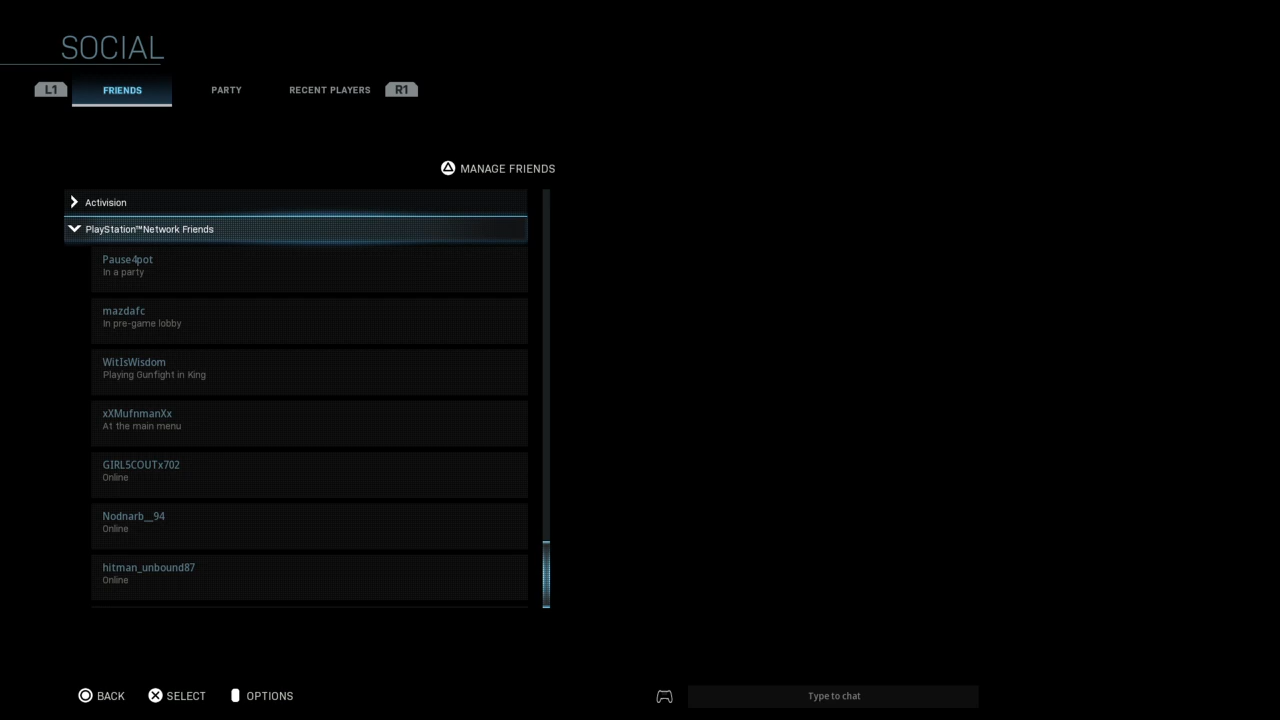 SOCIAL
L1 FRIENDS PARTY RECENT PLAYERS R1
MANAGE FRIENDS
Activision
PlayStation™Network Friends
Pause4pot
In a party
mazdafc
In pre-game lobby
WitIsWisdom
Playing Gunfight in King
xXMufnmanXx
At the main menu
GIRLSCOUTx702
Online
Nodnarb__94
Online
hitman_unbound87
Online
BACK SELECT OPTIONS
Type to chat